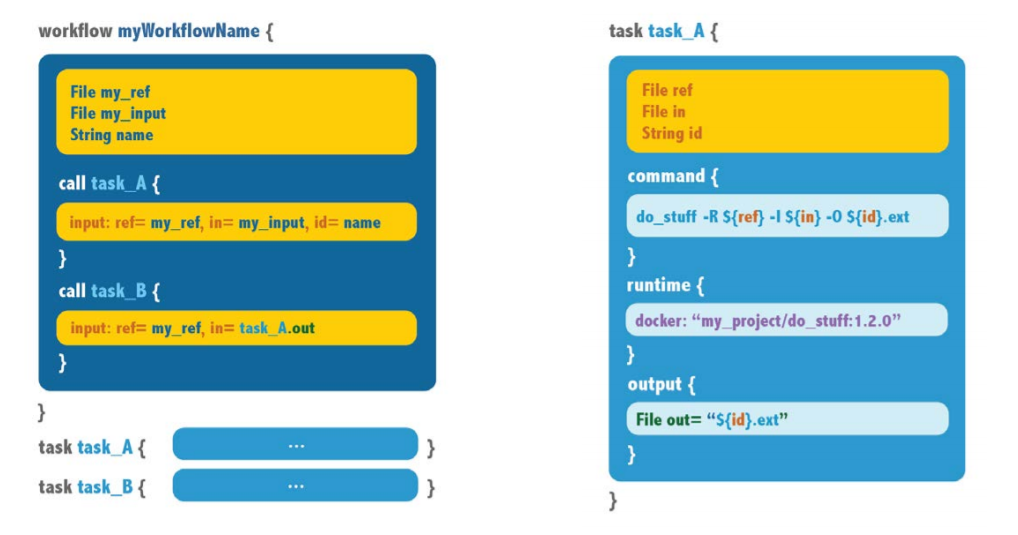 workflow myWorkflowName {
File my_ref
File my_input
String name
call task_A {
input: ref= my_ref, in= my_input, id= name
}
call task_B {
input: ref= my_ref, in= task_A.out
}
}
task task_A { ... }
task task_B { ... }
task task_A {
File ref
File in
String id
command {
do_stuff -R ${ref} -I ${in} -O ${id}.ext
}
runtime {
docker: “my_project/do_stuff:1.2.0”
}
output {
File out= “${id}.ext”
}
}